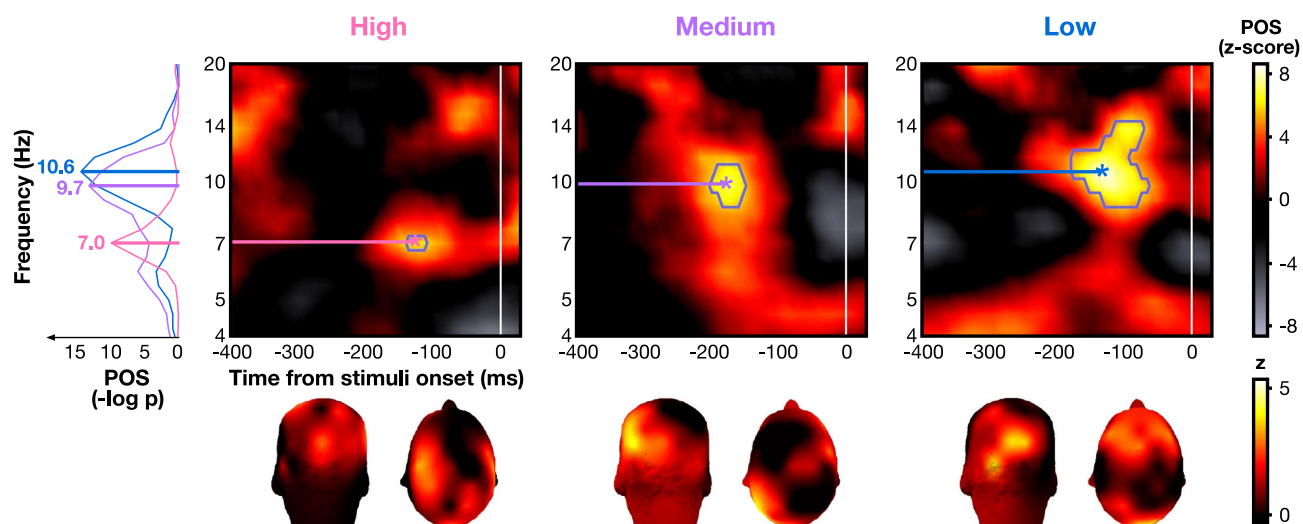 High
Medium
Low
POS
(z-score)
Frequency (Hz)
20
14
10
7
5
4
20
14
10
7
5
4
20
14
10
7
5
4
8
4
0
-4
-8
10.6
9.7
7.0
*
*
*
15 10 5 0
POS
(-log p)
-400 -300 -200 -100 0
-400 -300 -200 -100 0
-400 -300 -200 -100 0
Time from stimuli onset (ms)
z
5
0